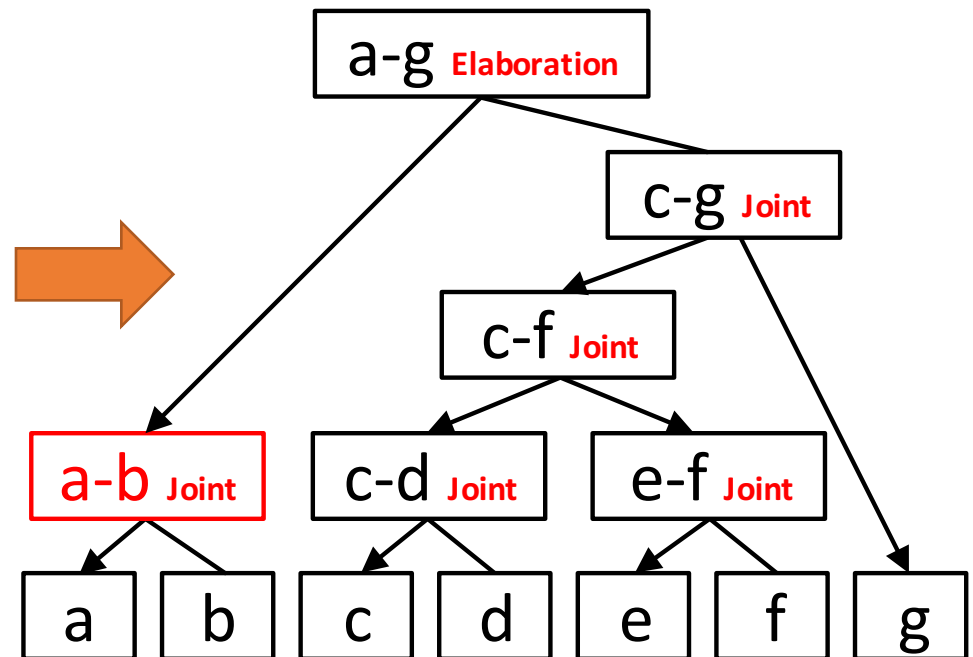 a-g Elaboration
c-g Joint
c-f Joint
a-b Joint
c-d Joint
e-f Joint
a
b
c
d
e
f
g